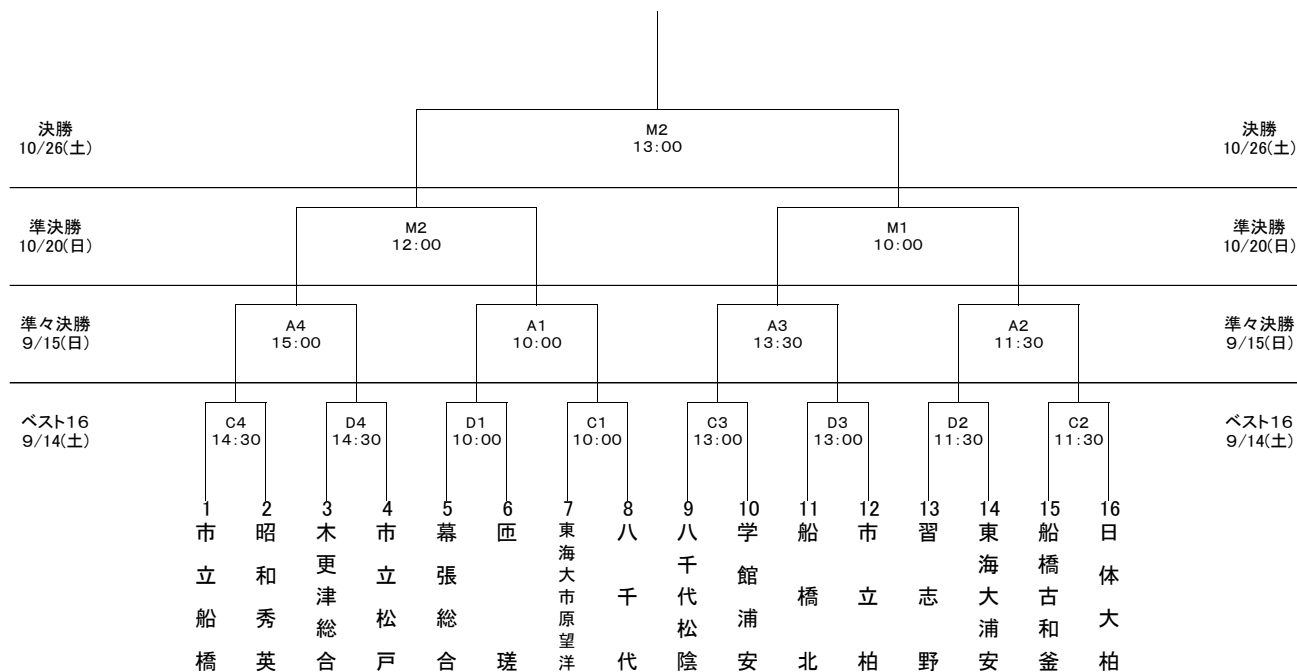 M2
13:00
決勝
10/26(土)
決勝
10/26(土)
準決勝
10/20(日)
M2
12:00
M1
10:00
準決勝
10/20(日)
準々決勝
9/15(日)
A4
15:00
A1
10:00
A3
13:30
A2
11:30
準々決勝
9/15(日)
ベスト16
9/14(土)
C4
14:30
D4
14:30
D1
10:00
C1
10:00
C3
13:00
D3
13:00
D2
11:30
C2
11:30
ベスト16
9/14(土)
1
市立船橋
2
昭和秀英
3
木更津総合
4
市立松戸
5
幕張総合
6
匝瑳
7
東海大市原望洋
8
八千代
9
八千代松陰
10
学館浦安
11
船橋北
12
市立柏
13
習志野
14
東海大浦安
15
船橋古和釜
16
日体大柏